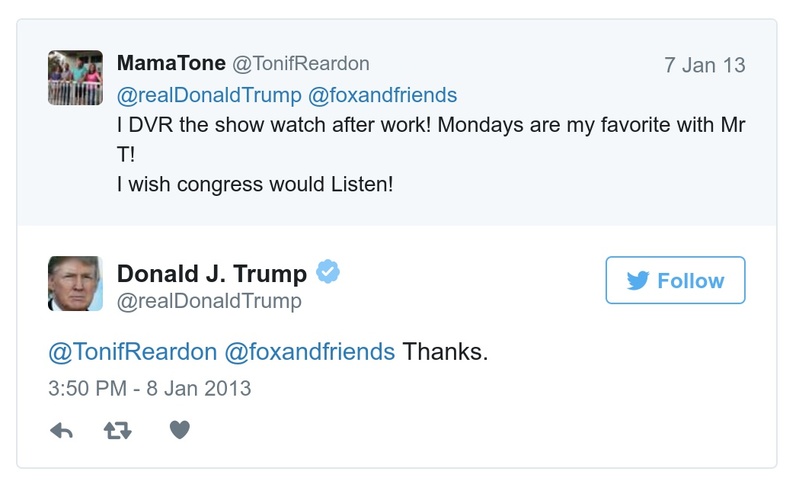 MamaTone @TonifReardon 7 Jan 13
@realDonaldTrump @foxandfriends
I DVR the show watch after work! Mondays are my favorite with Mr
T!
I wish congress would Listen!
Donald J. Trump
@realDonaldTrump
Follow
@TonifReardon @foxandfriends Thanks.
3:50 PM - 8 Jan 2013